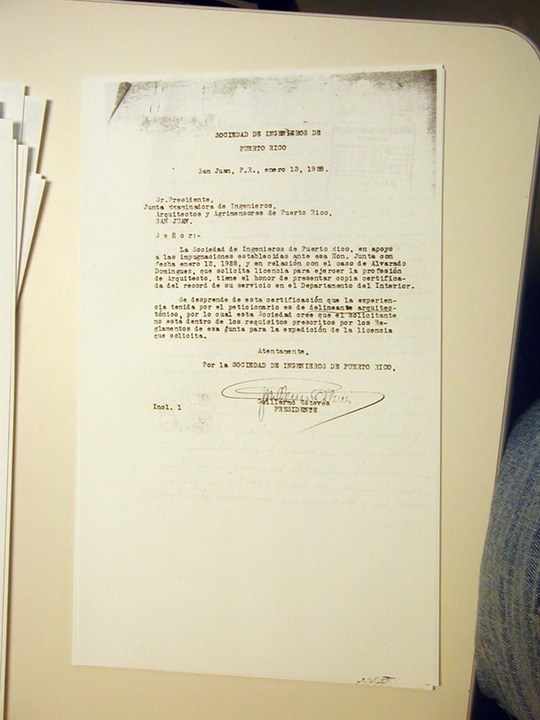 SOCIEDAD DE INGENIEROS DE
PUERTO RICO
San Juan, P.R., enero 13, 1928.
Sr. Presidente,
Junta Examinadora de Ingenieros,
Arquitectos y Agrimensores de Puerto Rico,
SAN JUAN.
S e ñ o r:-
La Sociedad de Ingenieros de Puerto Rico, en apoyo
a las impugnaciones establecidas ante esa Hon. Junta con
fecha enero 12, 1928, y en relación con el caso de Alvarado
Dominguez, que solicita licencia para ejercer la profesión
de Arquitecto, tiene el honor de presentar copia certifica-
da del record de su servicio en el Departamento del Interior.
Se desprende de esta certificación que la experien-
cia tenida por el peticionario es de delineante arquitec-
tónico, por lo cual esta Sociedad cree que el Solicitante
no está dentro de los requisitos prescritos por los Re-
glamentos de esa Junta para la expedición de la licencia
que solicita.
Atentamente,
Por la SOCIEDAD DE INGENIEROS DE PUERTO RICO,
Guillermo Esteves
Incl. 1 PRESIDENTE